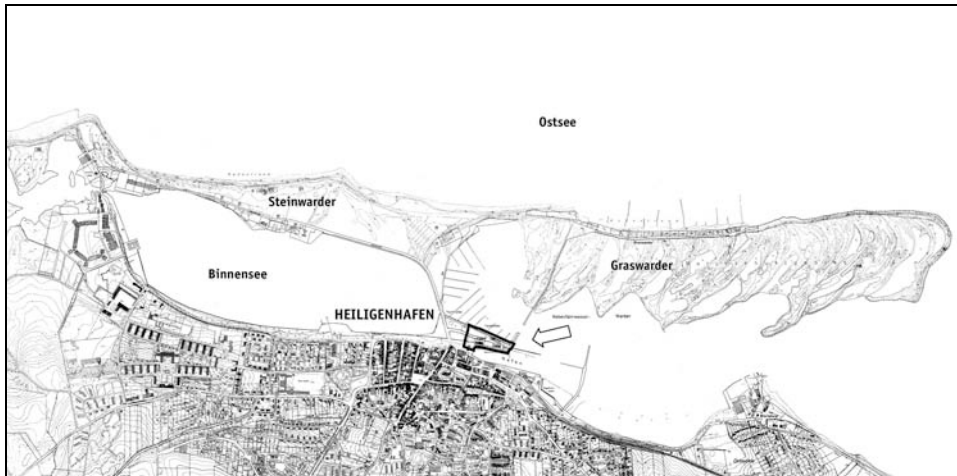 Ostsee
Steinwarder
Graswarder
Binnensee
HEILIGENHAFEN